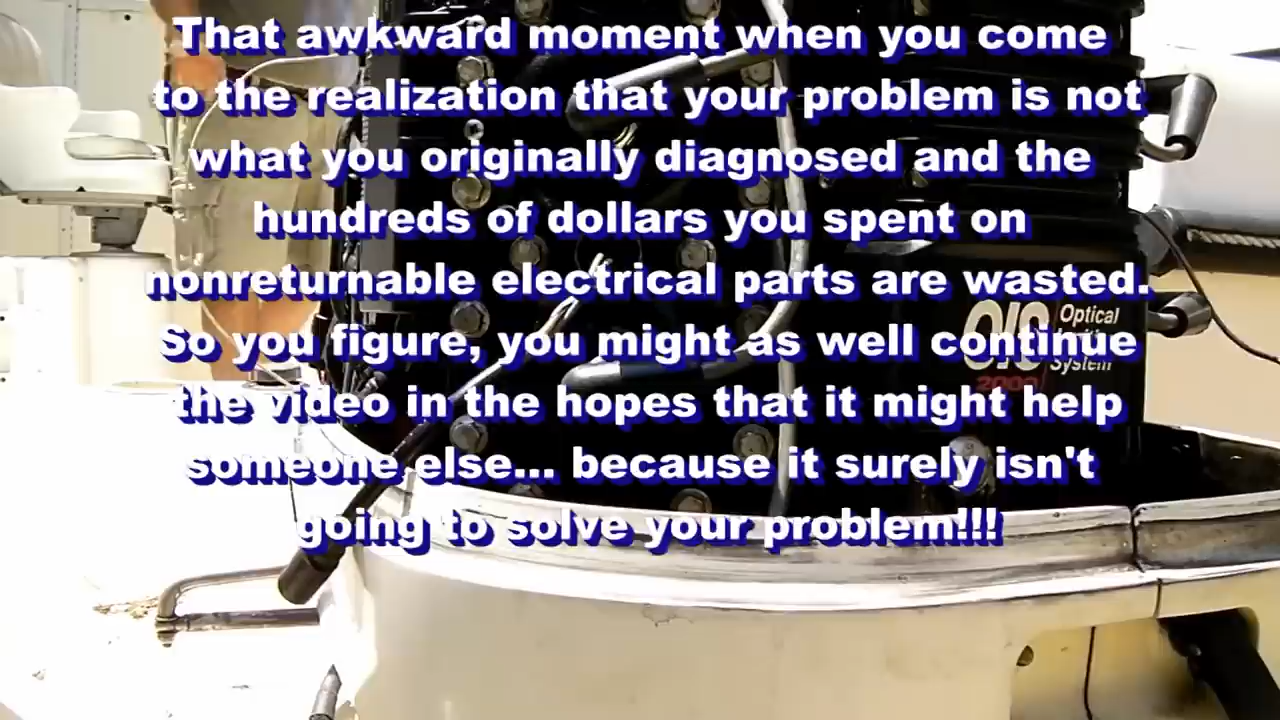 That awkward moment when you come
to the realization that your problem is not
what you originally diagnosed and the
hundreds of dollars you spent on
nonreturnable electrical parts are wasted.
So you figure, you might as well continue
the video in the hopes that it might help
someone else... because it surely isn't
going to solve your problem!!!
OIS Optical
System
2000